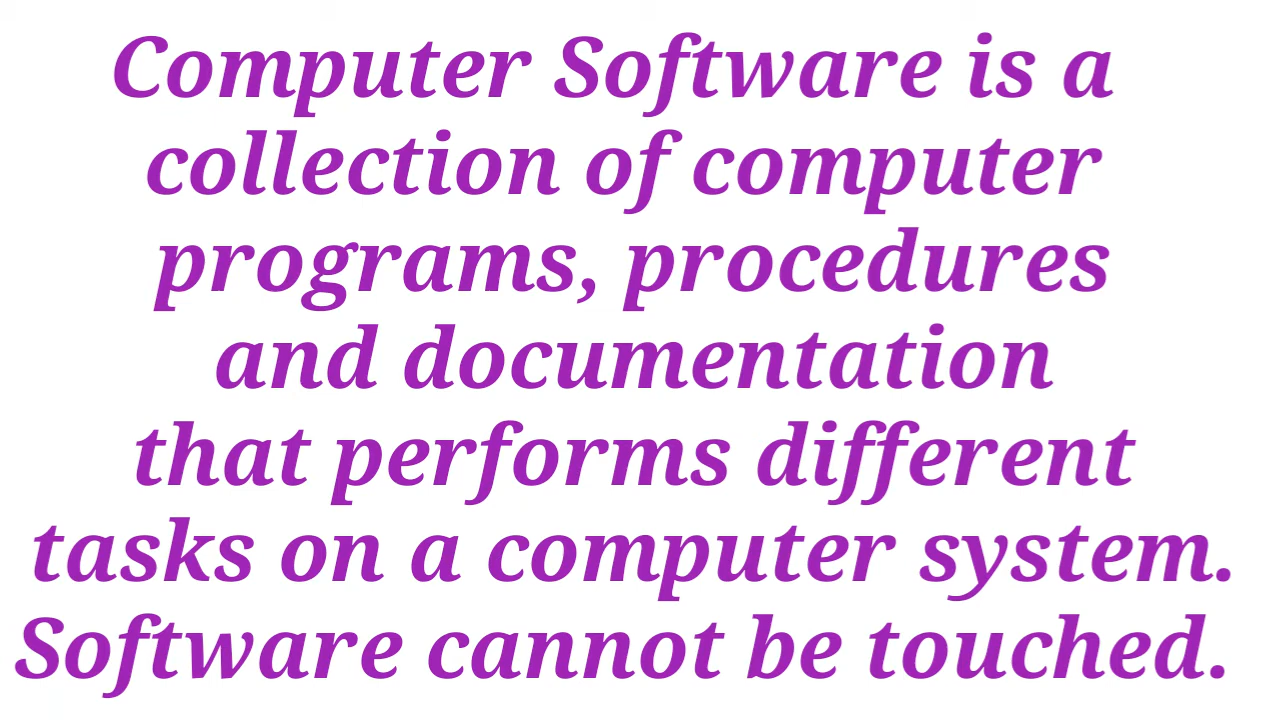 Computer Software is a
collection of computer
programs, procedures
and documentation
that performs different
tasks on a computer system.
Software cannot be touched.